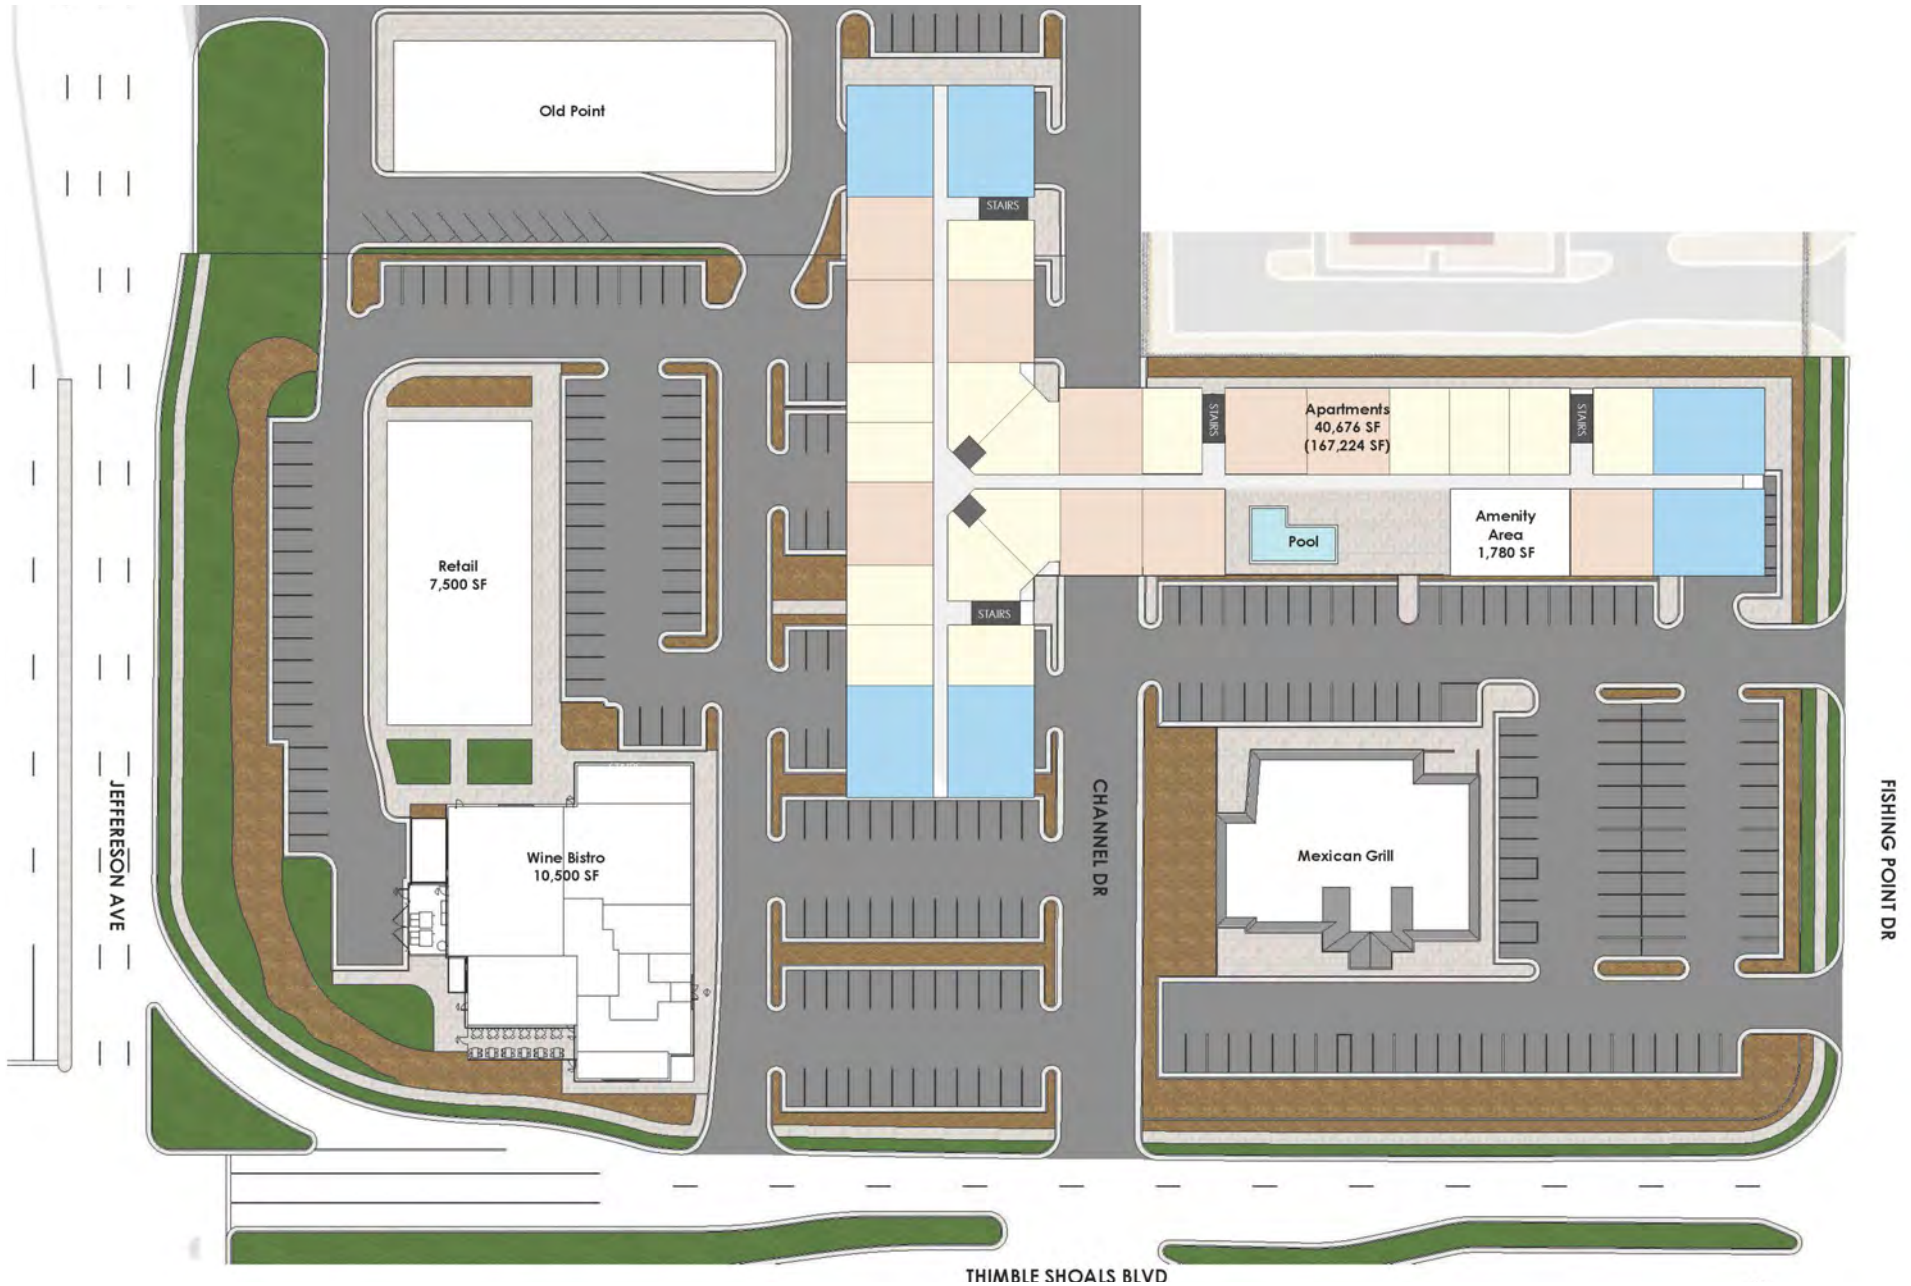 Old Point
STAIRS
STAIRS
Apartments
40,676 SF
(167,224 SF)
STAIRS
Pool
Amenity
Area
1,780 SF
Retail
7,500 SF
STAIRS
JEFFERESON AVE
Wine Bistro
10,500 SF
CHANNEL DR
Mexican Grill
FISHING POINT DR
THIMBLE SHOALS BLVD